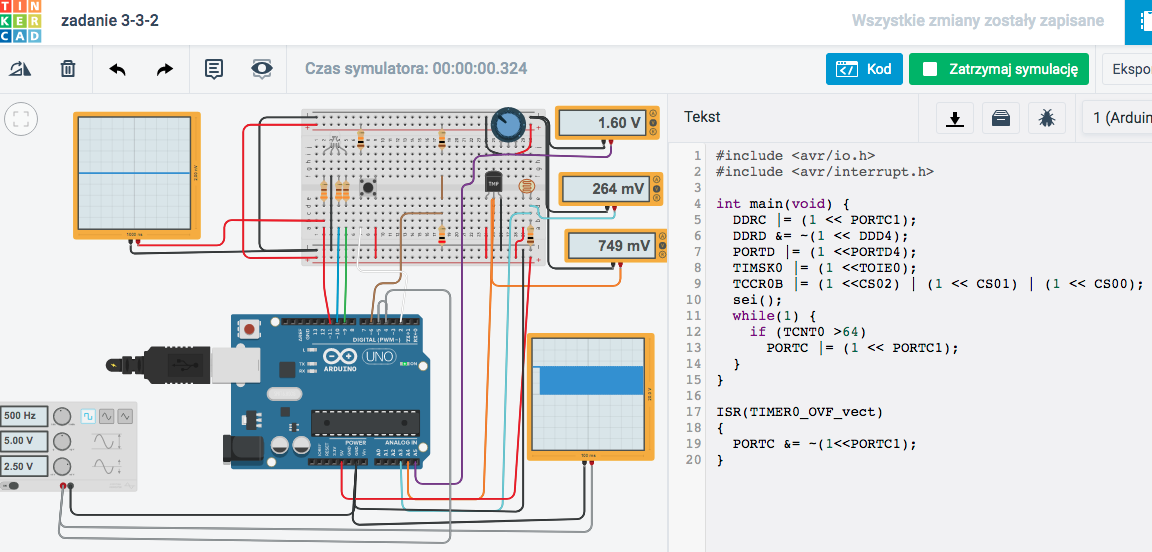 TIN
KER
CAD
zadanie 3-3-2
Wszystkie zmiany zostały zapisane
Czas symulatora: 00:00:00.324
Kod
Zatrzymaj symulację
Ekspo
Tekst
1 (Arduin
1.60 V
264 mV
749 mV
TMP
DIGITAL (PWM~)
UNO
ARDUINO
TX
RX
L
ON
POWER
ANALOG IN
500 Hz
5.00 V
2.50 V
1 #include <avr/io.h>
2 #include <avr/interrupt.h>
3
4 int main(void) {
5 DDRC |= (1 << PORTC1);
6 DDRD &= ~(1 << DDD4);
7 PORTD |= (1 <<PORTD4);
8 TIMSK0 |= (1 <<TOIE0);
9 TCCR0B |= (1 <<CS02) | (1 << CS01) | (1 << CS00);
10 sei();
11 while(1) {
12 if (TCNT0 >64)
13 PORTC |= (1 << PORTC1);
14 }
15 }
16
17 ISR(TIMER0_OVF_vect)
18 {
19 PORTC &= ~(1<<PORTC1);
20 }